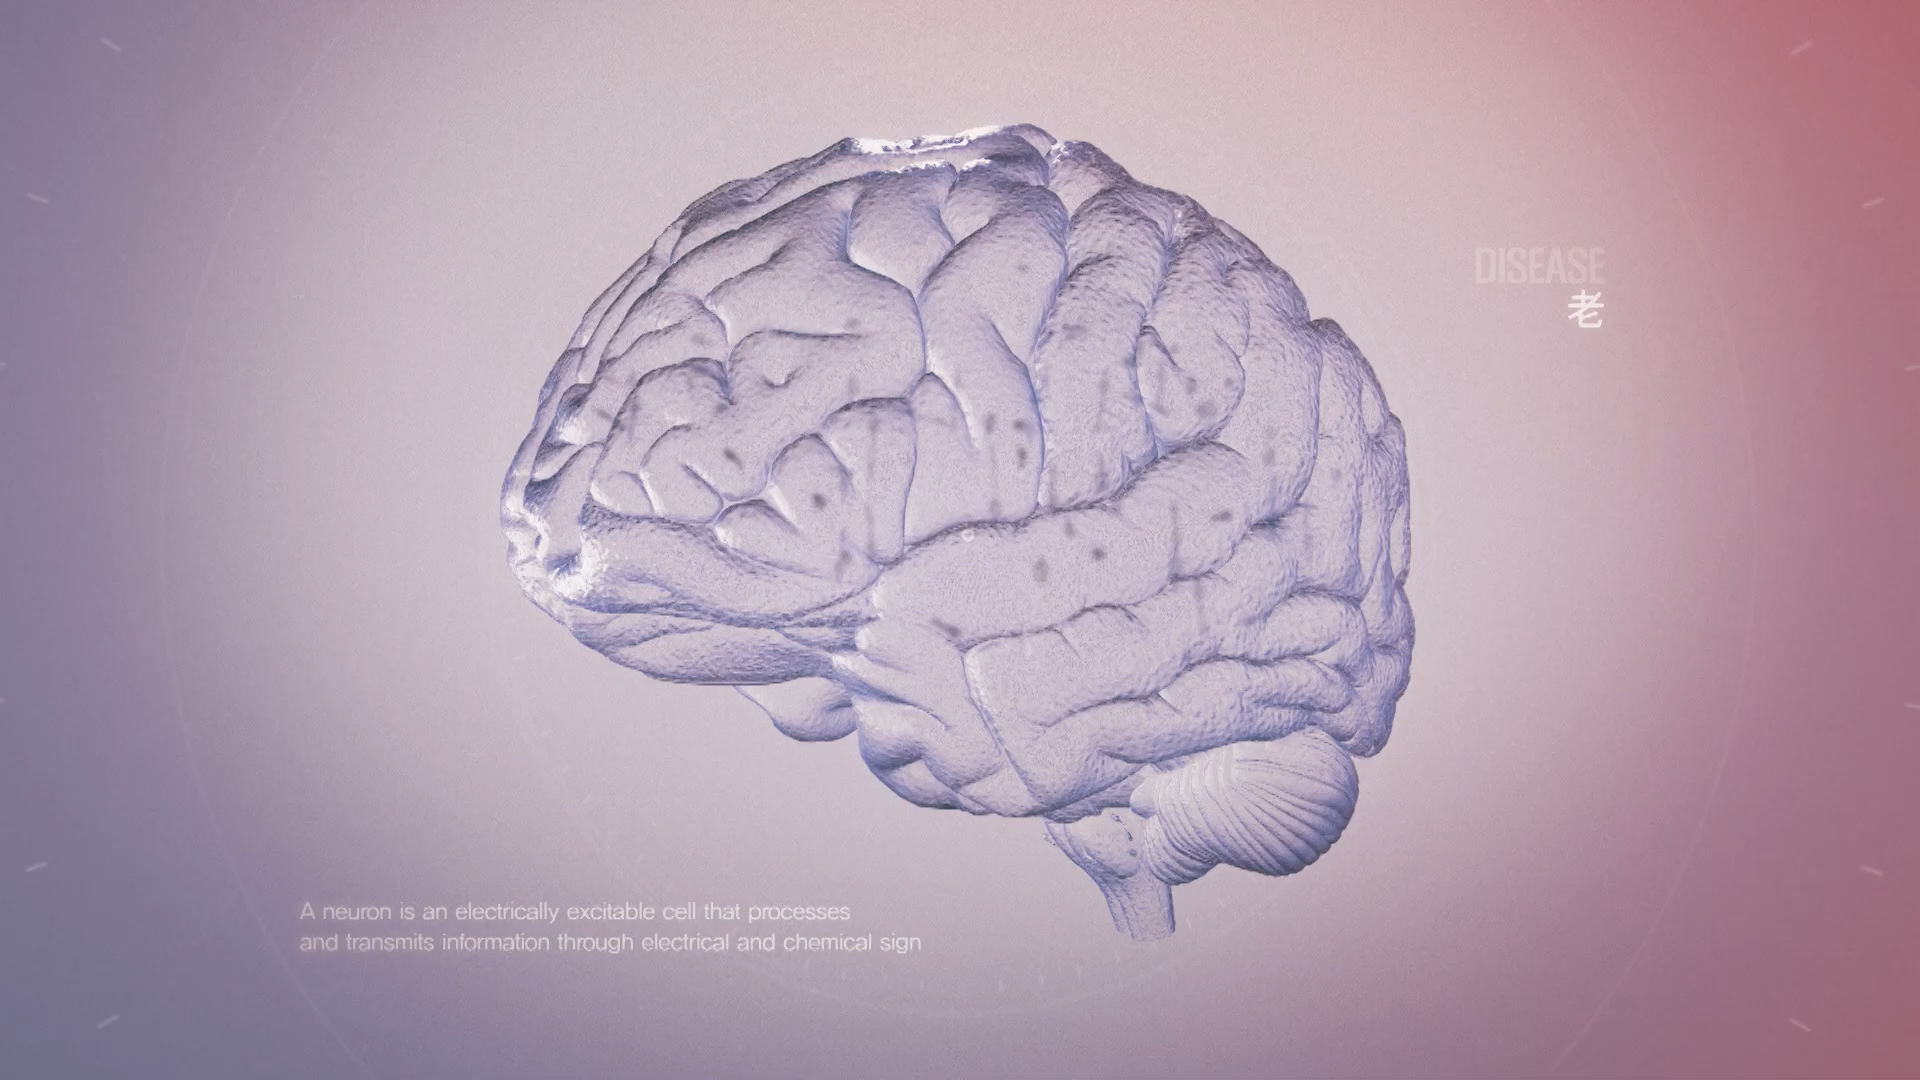 DISEASE
老
A neuron is an electrically excitable cell that processes
and transmits information through electrical and chemical sign